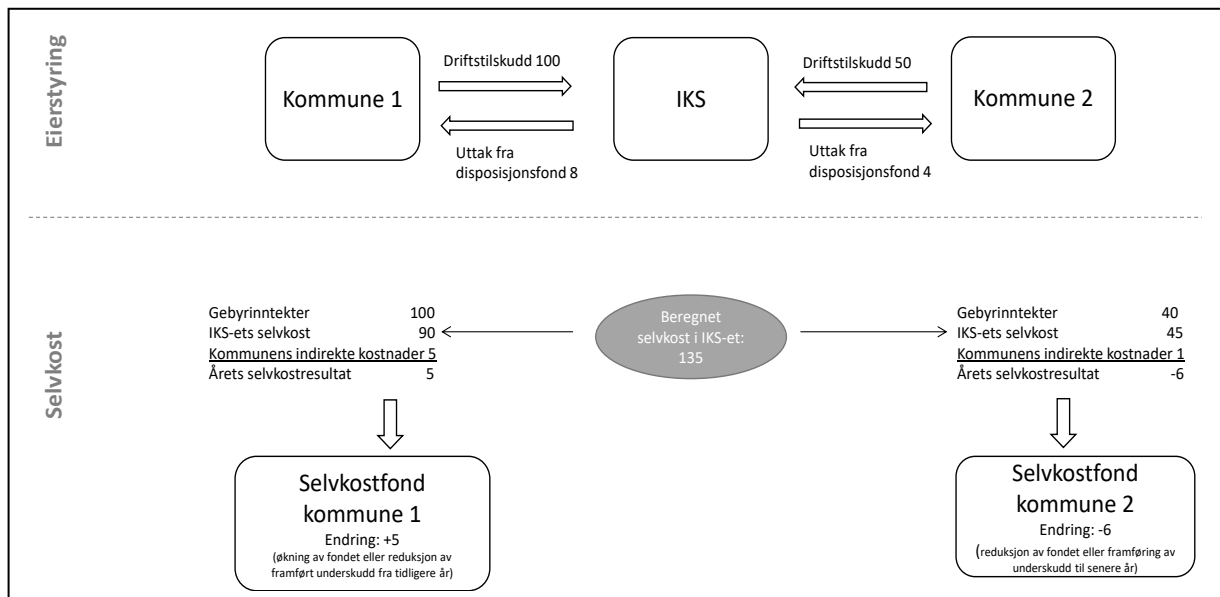 Eierstyring
Kommune 1
Driftstilskudd 100
Uttak fra
disposisjonsfond 8
IKS
Driftstilskudd 50
Uttak fra
disposisjonsfond 4
Kommune 2
Selvkost
Gebyrinntekter 100
IKS-ets selvkost 90
Kommunens indirekte kostnader 5
Årets selvkostresultat 5
Beregnet
selvkost i IKS-et:
135
Gebyrinntekter 40
IKS-ets selvkost 45
Kommunens indirekte kostnader 1
Årets selvkostresultat -6
Selvkostfond
kommune 1
Endring: +5
(økning av fondet eller reduksjon av
framført underskudd fra tidligere år)
Selvkostfond
kommune 2
Endring: -6
(reduksjon av fondet eller framføring av
underskudd til senere år)